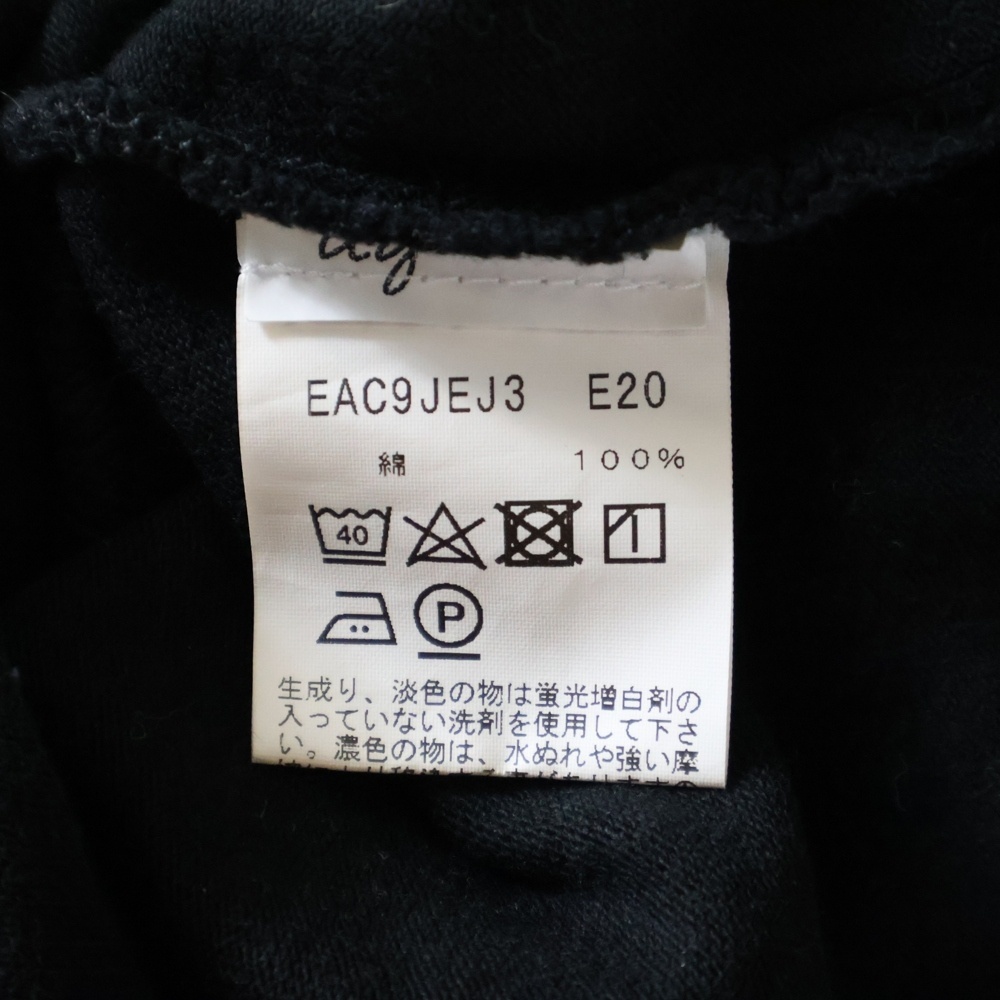 EAC9JEJ3 E20
綿 100%
40
P
生成り、淡色の物は蛍光増白剤の
入っていない洗剤を使用して下さ
い。濃色の物は、水ぬれや強い摩